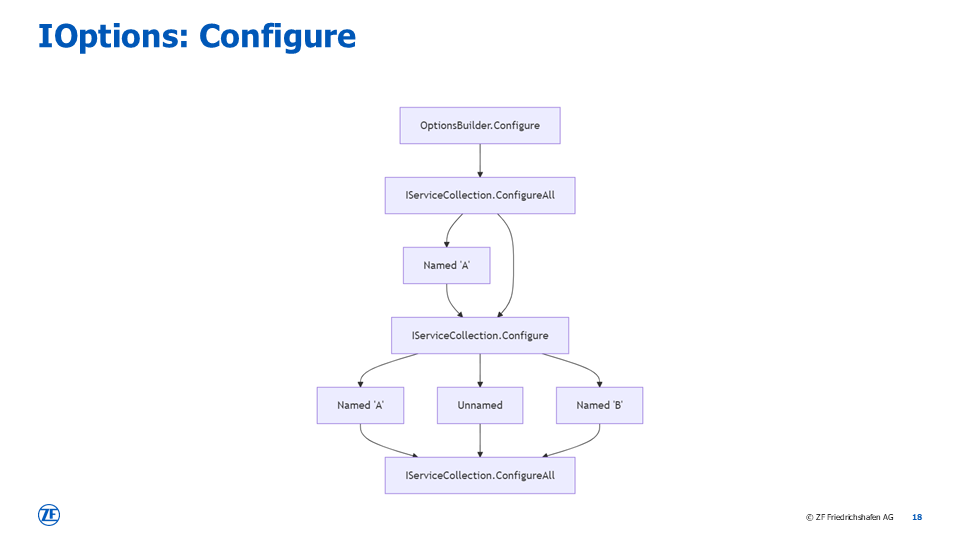 IOptions: Configure
OptionsBuilder.Configure
IServiceCollection.ConfigureAll
Named 'A'
IServiceCollection.Configure
Named 'A'
Unnamed
Named 'B'
IServiceCollection.ConfigureAll
ZF
© ZF Friedrichshafen AG
18